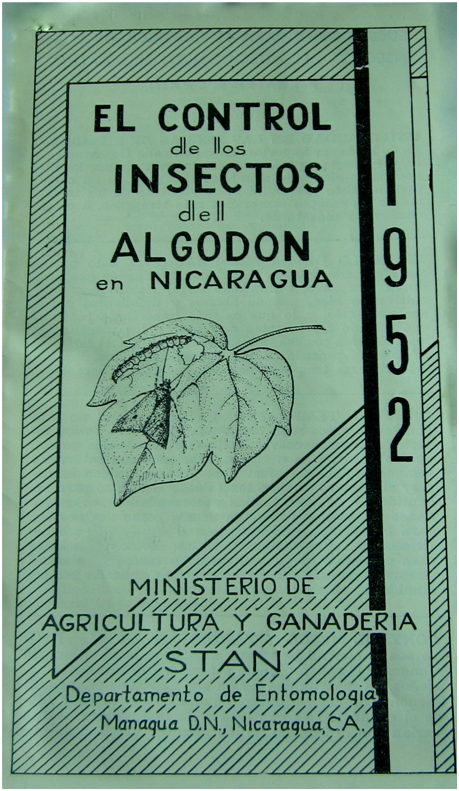 EL CONTROL
de los
INSECTOS
del
ALGODON
en NICARAGUA
1952
MINISTERIO DE
AGRICULTURA Y GANADERIA
STAN
Departamento de Entomologia
Managua D.N., Nicaragua, C.A.